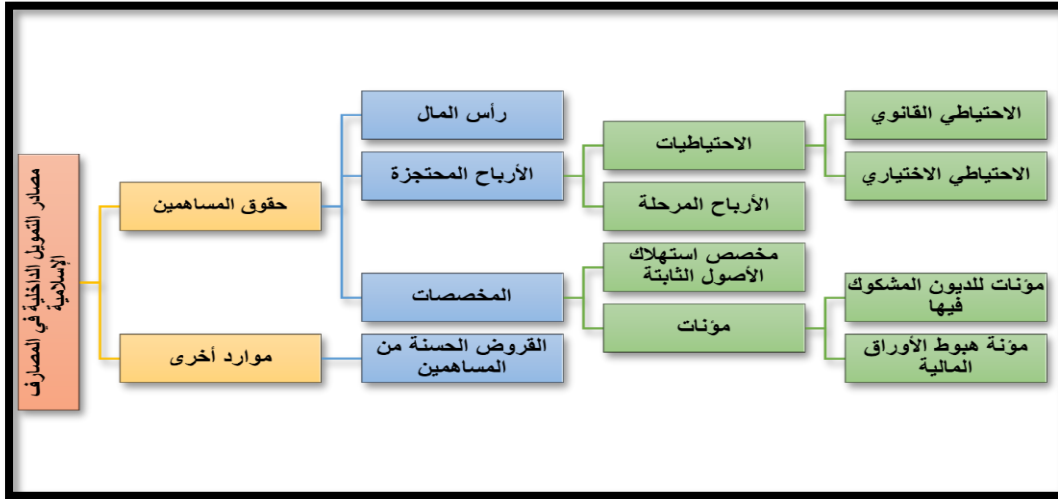 مصادر التمويل الداخلية في المصارف
الإسلامية
حقوق المساهمين
رأس المال
الأرباح المحتجزة
الاحتياطيات
الاحتياطي القانوي
الاحتياطي الاختياري
الأرباح المرحلة
المخصصات
مخصص استهلاك
الأصول الثابتة
مؤنات
مؤنات للديون المشكوك
فيها
مؤنة هبوط الأوراق
المالية
موارد أخرى
القروض الحسنة من
المساهمين